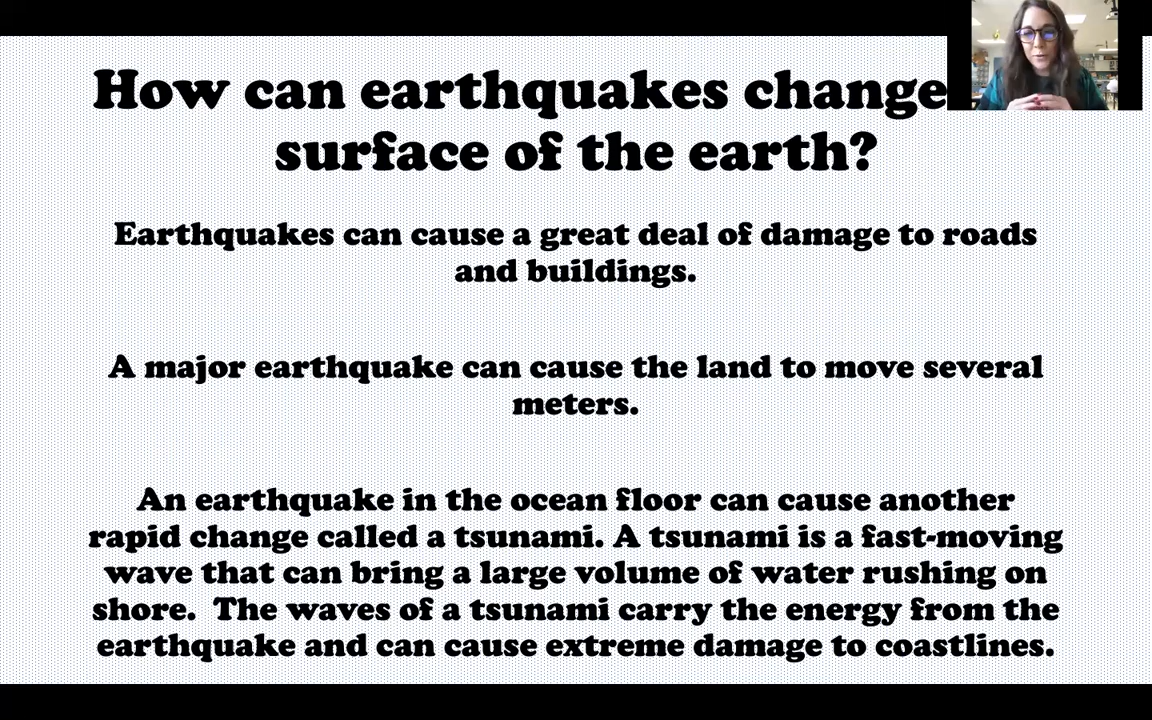 How can earthquakes change
surface of the earth?
Earthquakes can cause a great deal of damage to roads
and buildings.
A major earthquake can cause the land to move several
meters.
An earthquake in the ocean floor can cause another
rapid change called a tsunami. A tsunami is a fast-moving
wave that can bring a large volume of water rushing on
shore. The waves of a tsunami carry the energy from the
earthquake and can cause extreme damage to coastlines.